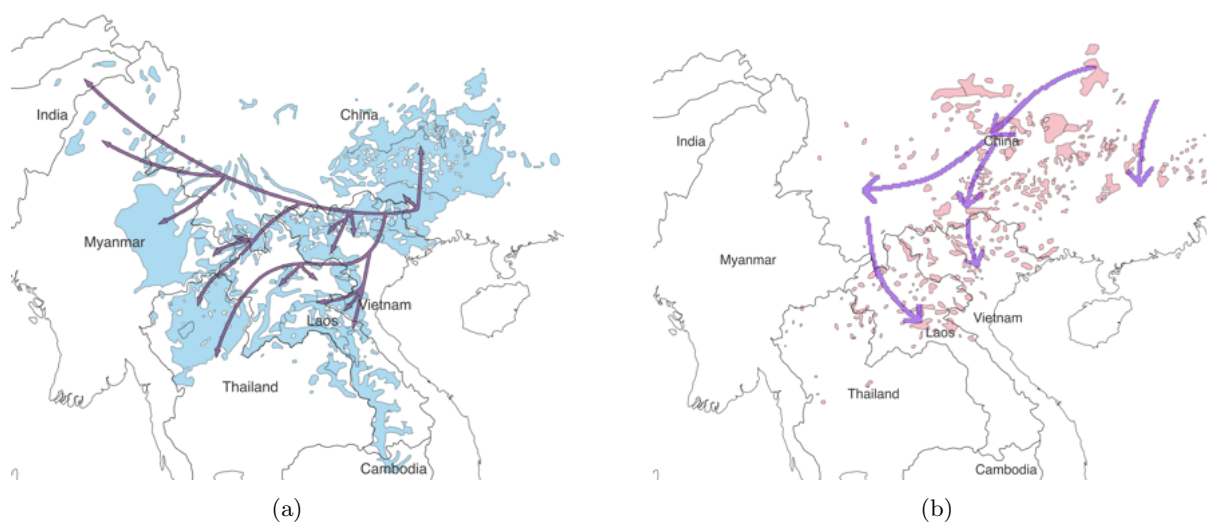 India
China
Myanmar
Vietnam
Laos
Thailand
Cambodia
(a)
India
China
Myanmar
Vietnam
Laos
Thailand
Cambodia
(b)